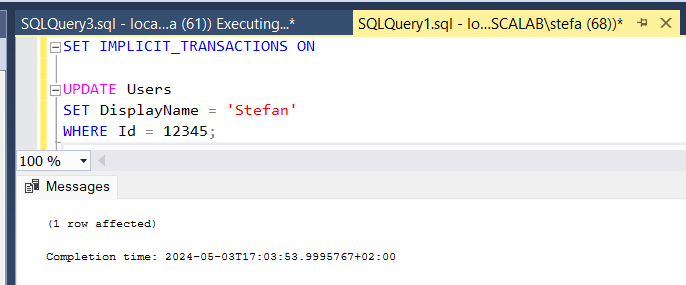 SQLQuery3.sql - loca...a (61)) Executing...*
SQLQuery1.sql - lo...SCALAB\stefa (68))*
SET IMPLICIT_TRANSACTIONS ON
UPDATE Users
SET DisplayName = 'Stefan'
WHERE Id = 12345;
100 %
Messages
(1 row affected)
Completion time: 2024-05-03T17:03:53.9995767+02:00